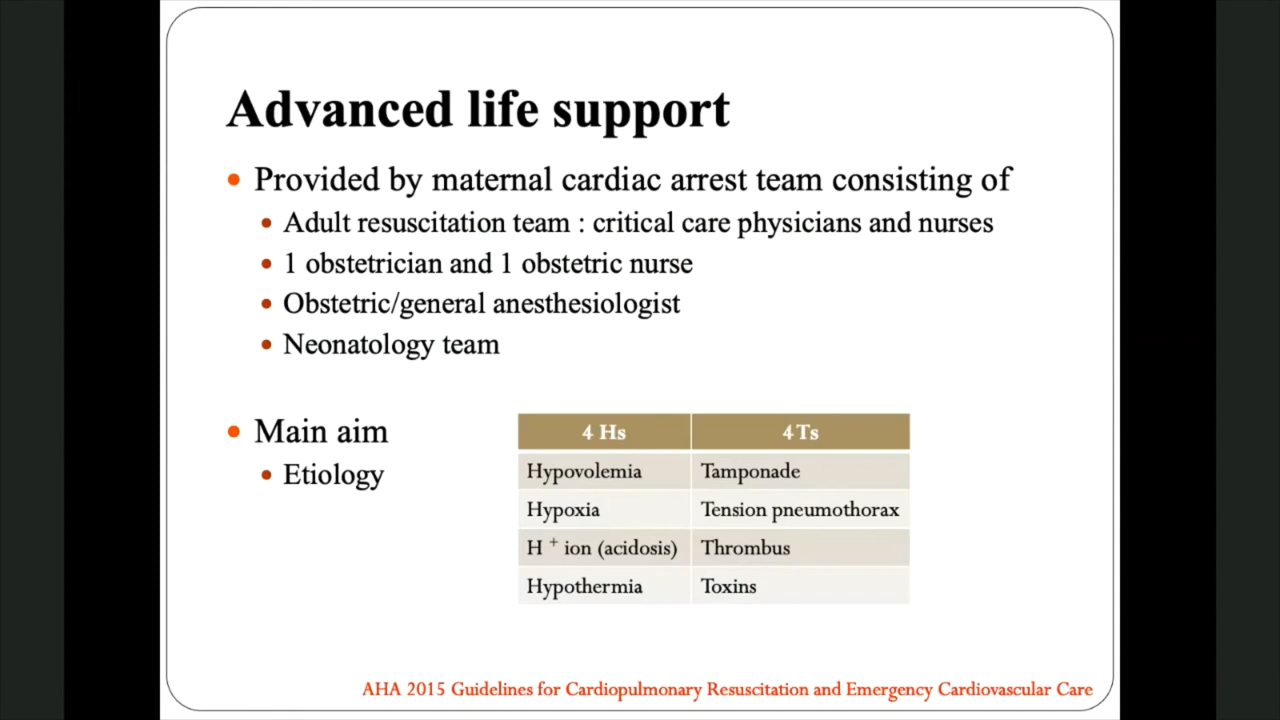 Advanced life support
Provided by maternal cardiac arrest team consisting of
Adult resuscitation team : critical care physicians and nurses
1 obstetrician and 1 obstetric nurse
Obstetric/general anesthesiologist
Neonatology team
Main aim
Etiology
4 Hs 4Ts
Hypovolemia Tamponade
Hypoxia Tension pneumothorax
H + ion (acidosis) Thrombus
Hypothermia Toxins
AHA 2015 Guidelines for Cardiopulmonary Resuscitation and Emergency Cardiovascular Care